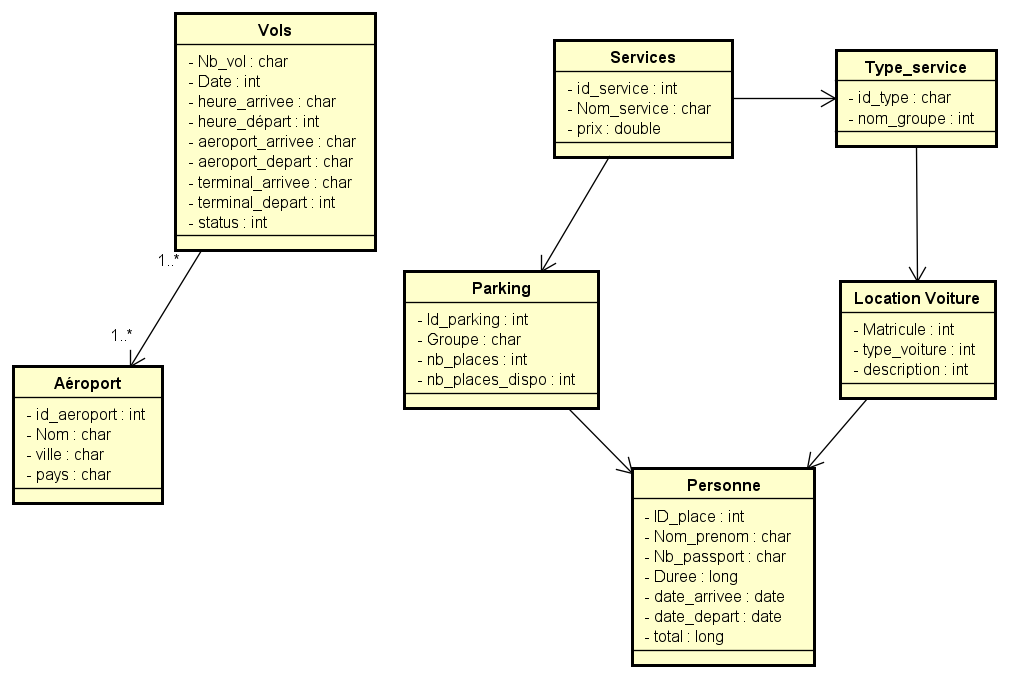 Vols
- Nb_vol : char
- Date : int
- heure_arrivee : char
- heure_départ : int
- aeroport_arrivee : char
- aeroport_depart : char
- terminal_arrivee : char
- terminal_depart : int
- status : int
1..*
1..*
Aéroport
- id_aeroport : int
- Nom : char
- ville : char
- pays : char
Services
- id_service : int
- Nom_service : char
- prix : double
Type_service
- id_type : char
- nom_groupe : int
Parking
- Id_parking : int
- Groupe : char
- nb_places : int
- nb_places_dispo : int
Location Voiture
- Matricule : int
- type_voiture : int
- description : int
Personne
- ID_place : int
- Nom_prenom : char
- Nb_passport : char
- Duree : long
- date_arrivee : date
- date_depart : date
- total : long